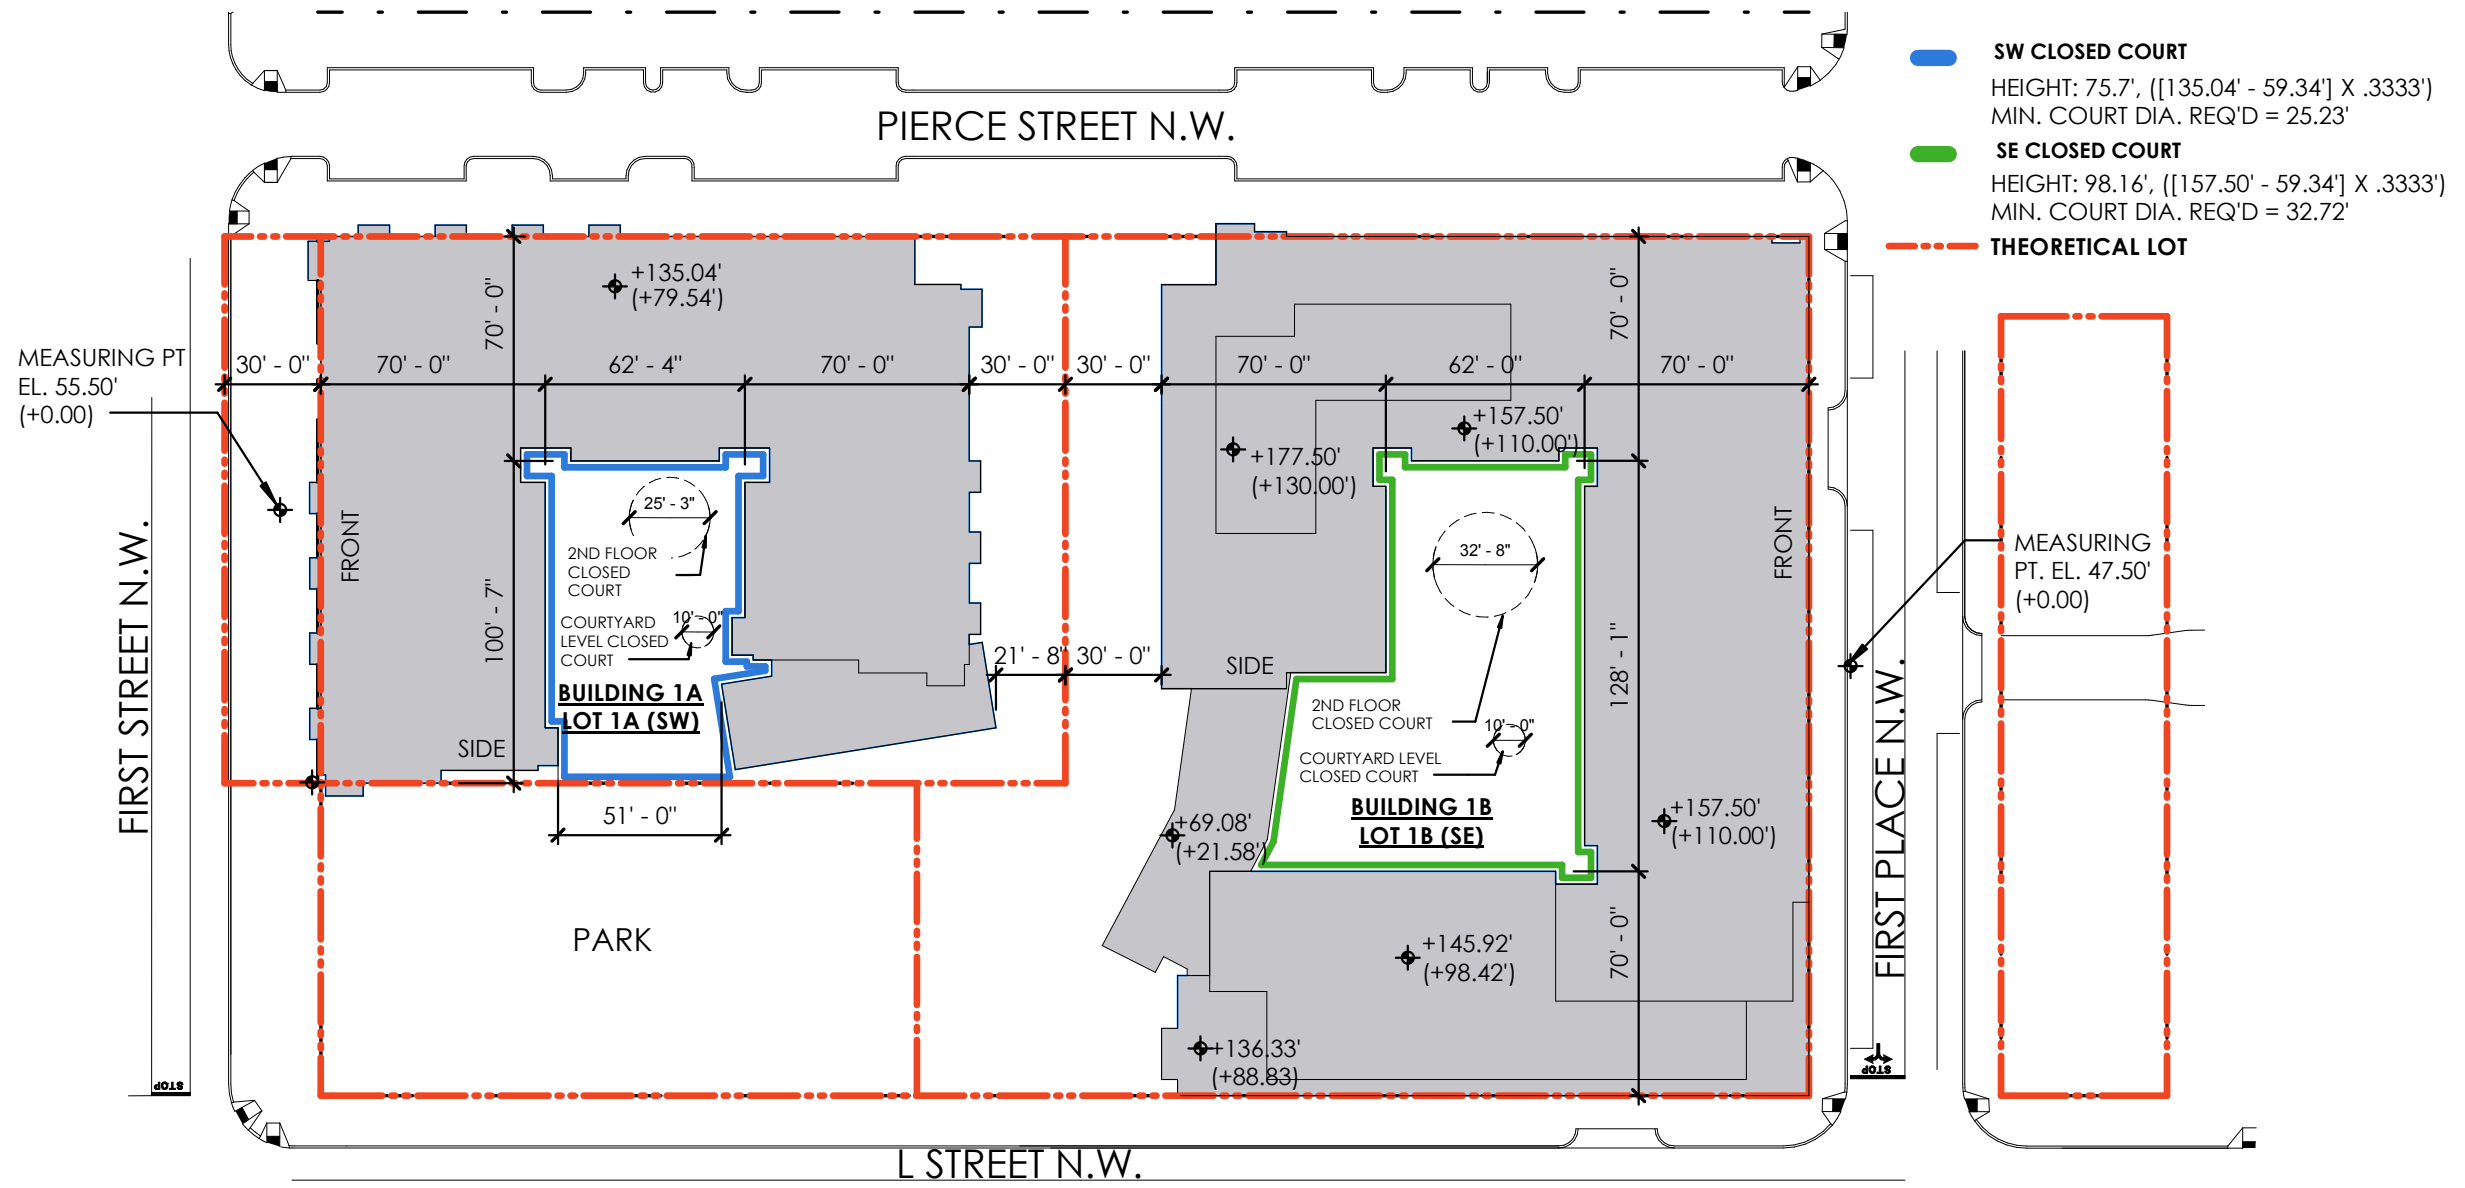 SW CLOSED COURT
HEIGHT: 75.7', ([135.04' - 59.34'] X .3333')
MIN. COURT DIA. REQ'D = 25.23'
SE CLOSED COURT
HEIGHT: 98.16', ([157.50' - 59.34'] X .3333')
MIN. COURT DIA. REQ'D = 32.72'
THEORETICAL LOT
PIERCE STREET N.W.
+135.04'
(+79.54')
70' - 0"
70' - 0"
MEASURING PT
EL. 55.50'
(+0.00)
30' - 0"
70' - 0"
62' - 4"
70' - 0"
30' - 0"
30' - 0"
70' - 0"
62' - 0"
70' - 0"
+157.50'
(+110.00')
+177.50'
(+130.00')
FRONT
25' - 3"
2ND FLOOR
CLOSED
COURT
100' - 7"
COURTYARD
LEVEL CLOSED
COURT
10' - 0"
BUILDING 1A
LOT 1A (SW)
SIDE
51' - 0"
21' - 8"
30' - 0"
SIDE
32' - 8"
FRONT
MEASURING
PT. EL. 47.50'
(+0.00)
128' - 1"
2ND FLOOR
CLOSED COURT
10' - 0"
COURTYARD LEVEL
CLOSED COURT
BUILDING 1B
LOT 1B (SE)
+69.08'
(+21.58')
+157.50'
(+110.00')
FIRST STREET N.W.
FIRST PLACE N.W.
PARK
+145.92'
(+98.42')
70' - 0"
+136.33'
(+88.83)
STOP
STOP
L STREET N.W.